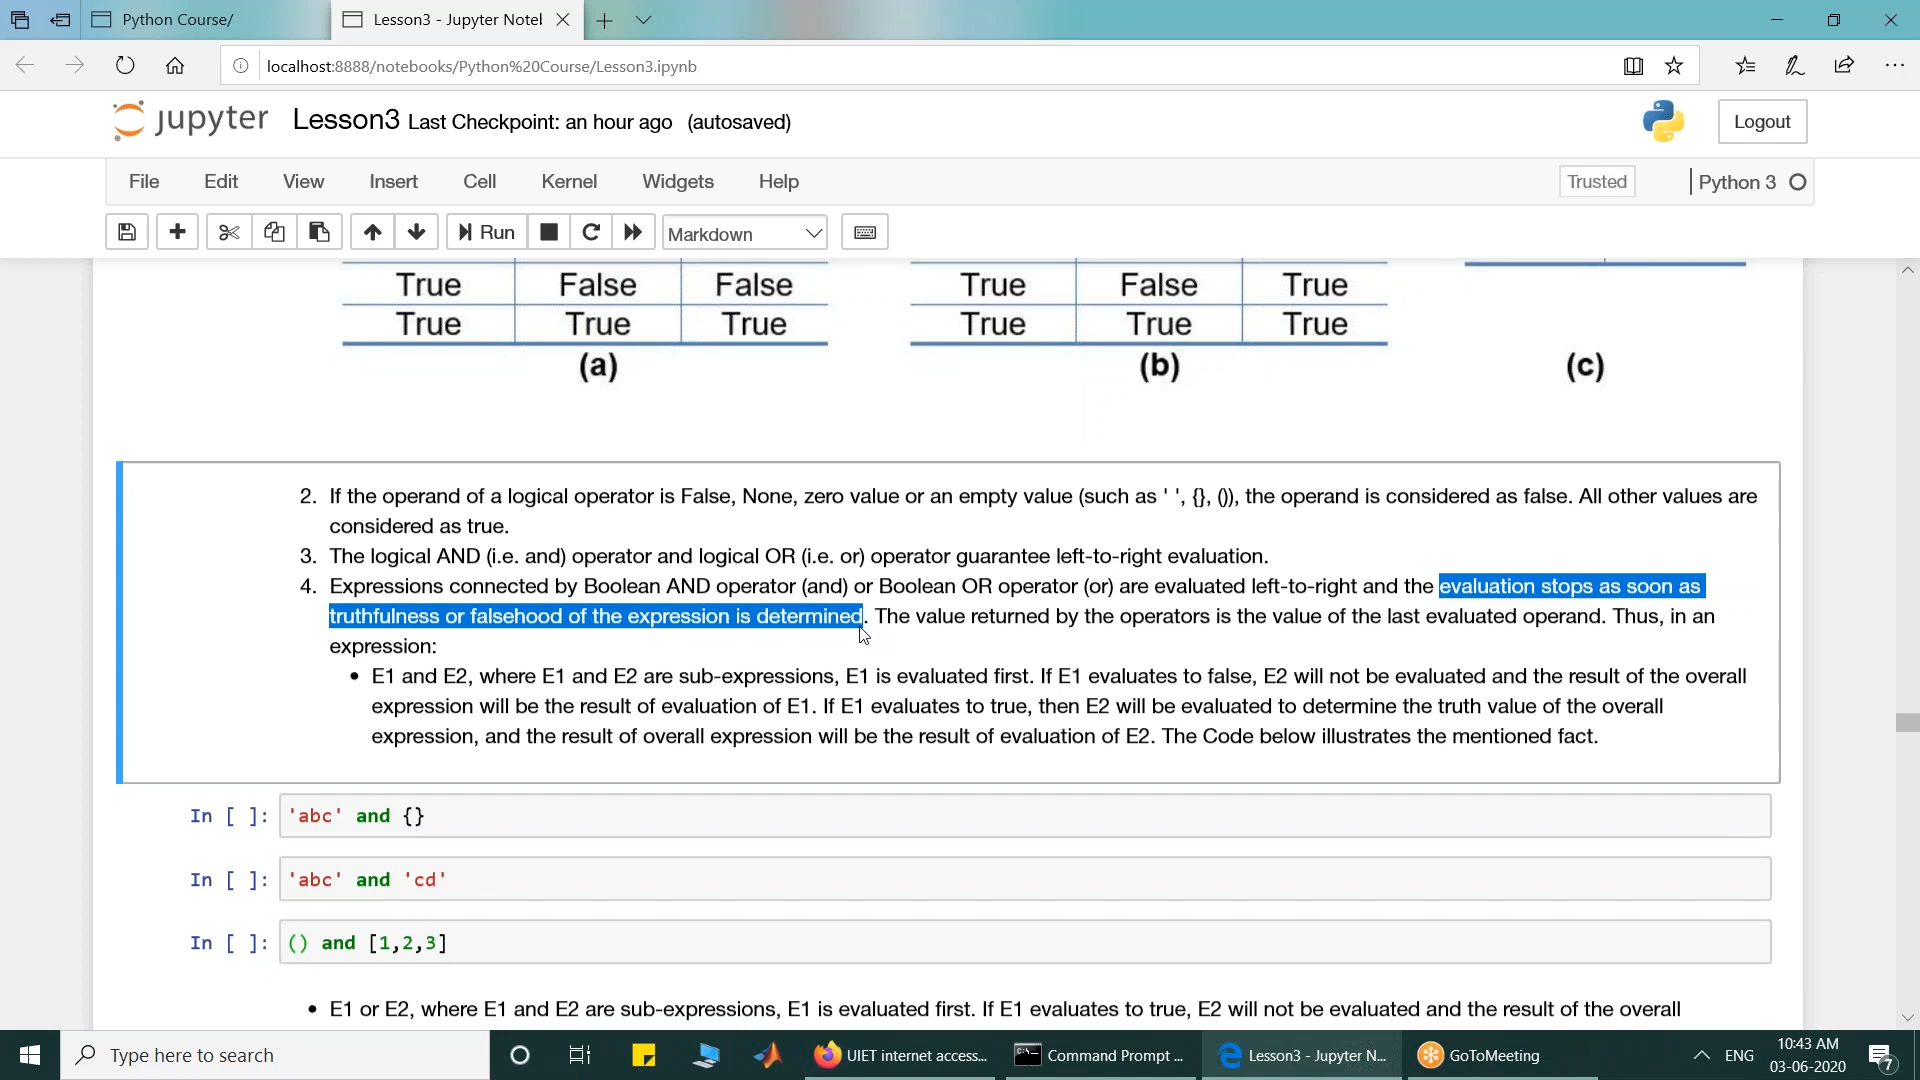 Python Course/
Lesson3 - Jupyter Notel
localhost:8888/notebooks/Python%20Course/Lesson3.ipynb
jupyter Lesson3 Last Checkpoint: an hour ago (autosaved)
Logout
File Edit View Insert Cell Kernel Widgets Help
Trusted
Python 3
Run
Markdown
True False False True False True
True True True True True True
(a) (b) (c)
2. If the operand of a logical operator is False, None, zero value or an empty value (such as ' ', {}, ()), the operand is considered as false. All other values are
considered as true.
3. The logical AND (i.e. and) operator and logical OR (i.e. or) operator guarantee left-to-right evaluation.
4. Expressions connected by Boolean AND operator (and) or Boolean OR operator (or) are evaluated left-to-right and the evaluation stops as soon as
truthfulness or falsehood of the expression is determined. The value returned by the operators is the value of the last evaluated operand. Thus, in an
expression:
• E1 and E2, where E1 and E2 are sub-expressions, E1 is evaluated first. If E1 evaluates to false, E2 will not be evaluated and the result of the overall
expression will be the result of evaluation of E1. If E1 evaluates to true, then E2 will be evaluated to determine the truth value of the overall
expression, and the result of overall expression will be the result of evaluation of E2. The Code below illustrates the mentioned fact.
In [ ]: 'abc' and {}
In [ ]: 'abc' and 'cd'
In [ ]: () and [1,2,3]
• E1 or E2, where E1 and E2 are sub-expressions, E1 is evaluated first. If E1 evaluates to true, E2 will not be evaluated and the result of the overall
Type here to search
UIET internet access...
Command Prompt ...
Lesson3 - Jupyter N...
GoToMeeting
ENG
10:43 AM
03-06-2020
7